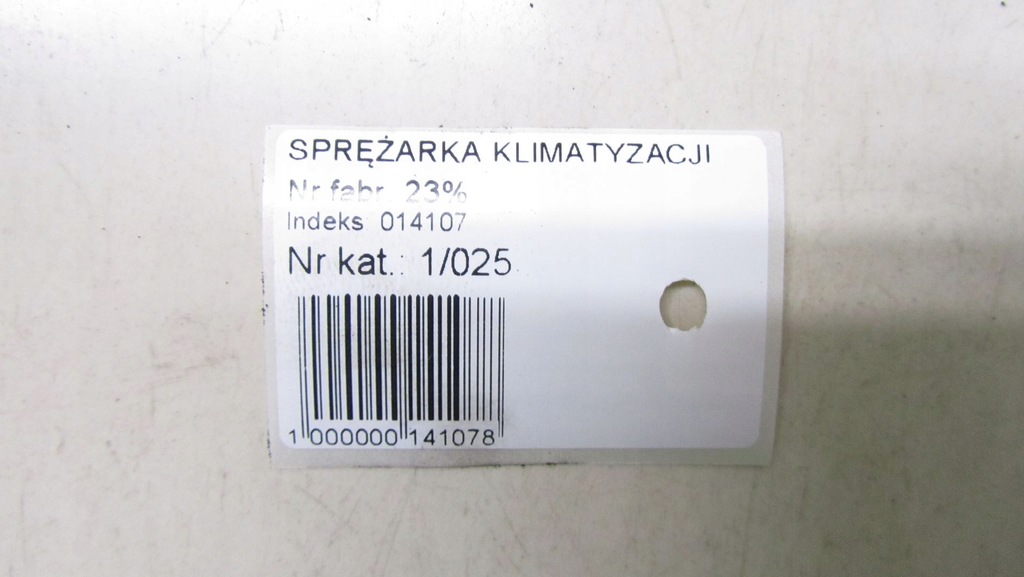 SPRĘŻARKA KLIMATYZACJI
Nr fabr. 23%
Indeks 014107
Nr kat.: 1/025
1 000000 141078